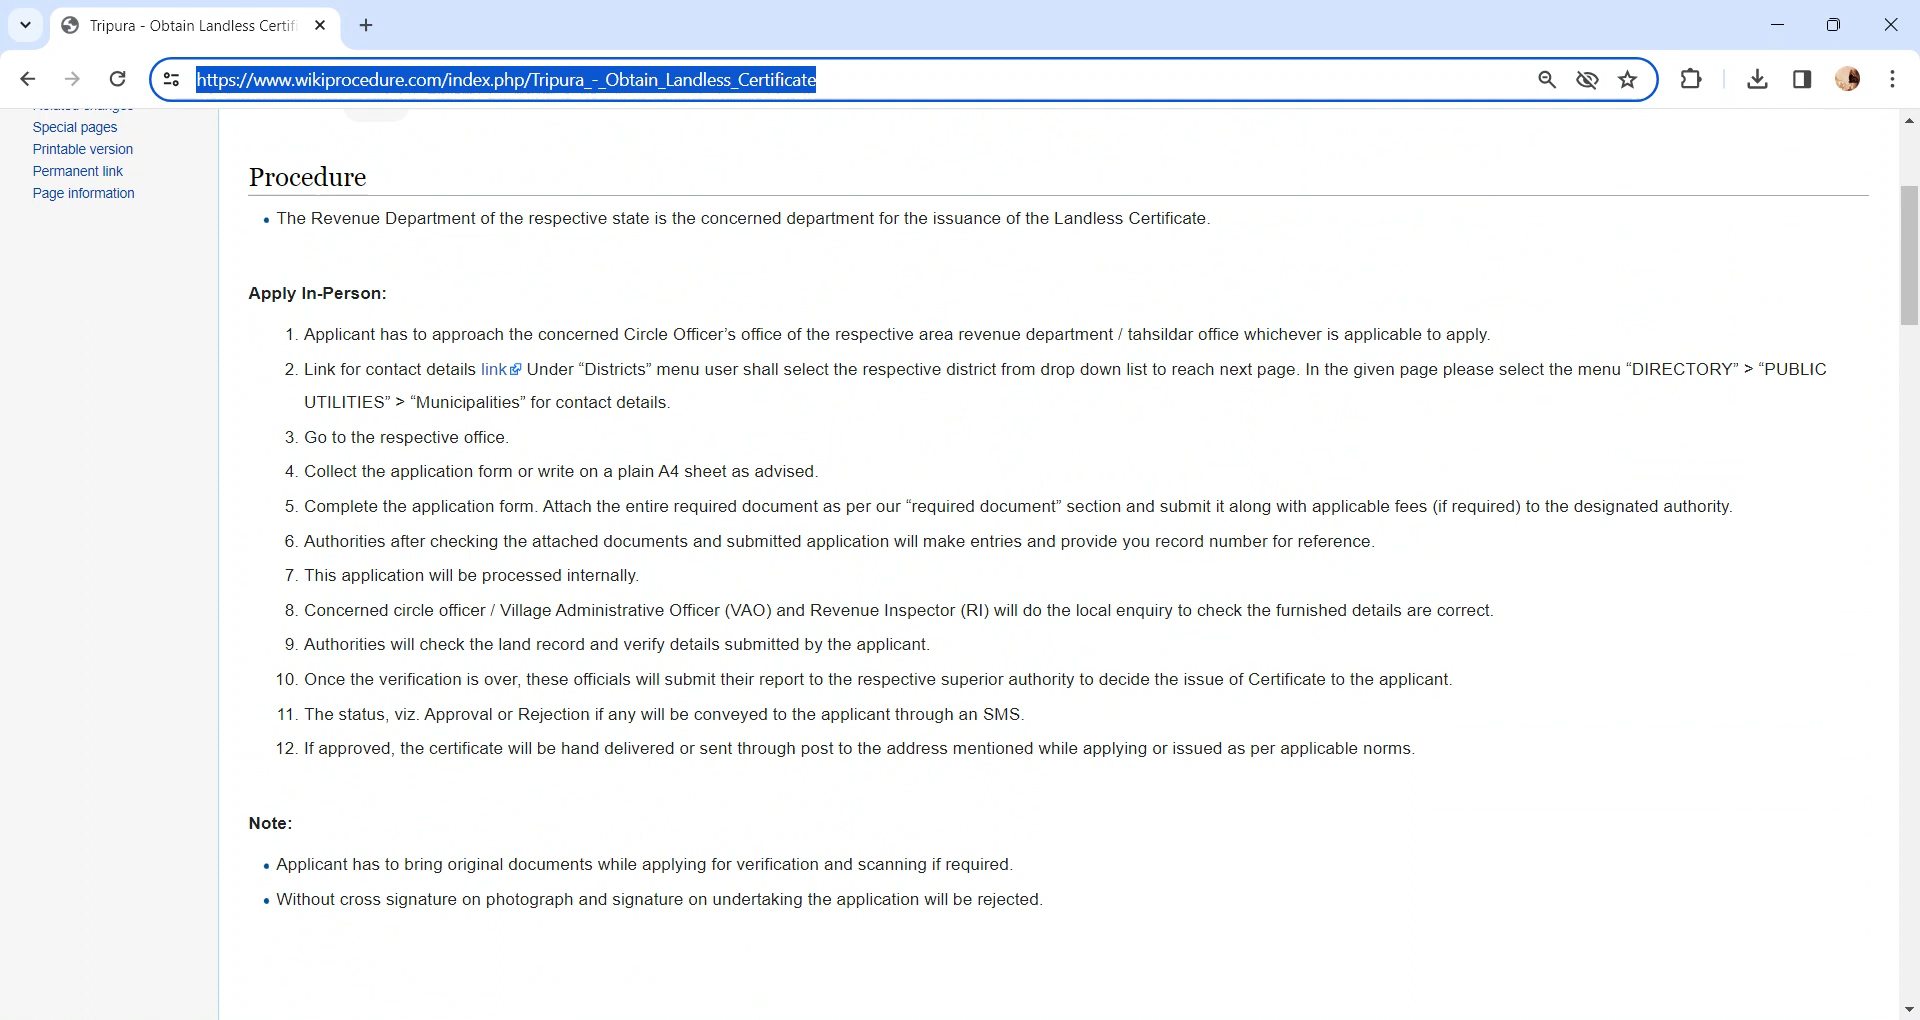 Tripura - Obtain Landless Certifi
https://www.wikiprocedure.com/index.php/Tripura_-_Obtain_Landless_Certificate
Special pages
Printable version
Permanent link
Page information
Procedure
• The Revenue Department of the respective state is the concerned department for the issuance of the Landless Certificate.
Apply In-Person:
1. Applicant has to approach the concerned Circle Officer’s office of the respective area revenue department / tahsildar office whichever is applicable to apply.
2. Link for contact details link Under “Districts” menu user shall select the respective district from drop down list to reach next page. In the given page please select the menu “DIRECTORY” > “PUBLIC
UTILITIES” > “Municipalities” for contact details.
3. Go to the respective office.
4. Collect the application form or write on a plain A4 sheet as advised.
5. Complete the application form. Attach the entire required document as per our “required document” section and submit it along with applicable fees (if required) to the designated authority.
6. Authorities after checking the attached documents and submitted application will make entries and provide you record number for reference.
7. This application will be processed internally.
8. Concerned circle officer / Village Administrative Officer (VAO) and Revenue Inspector (RI) will do the local enquiry to check the furnished details are correct.
9. Authorities will check the land record and verify details submitted by the applicant.
10. Once the verification is over, these officials will submit their report to the respective superior authority to decide the issue of Certificate to the applicant.
11. The status, viz. Approval or Rejection if any will be conveyed to the applicant through an SMS.
12. If approved, the certificate will be hand delivered or sent through post to the address mentioned while applying or issued as per applicable norms.
Note:
• Applicant has to bring original documents while applying for verification and scanning if required.
• Without cross signature on photograph and signature on undertaking the application will be rejected.